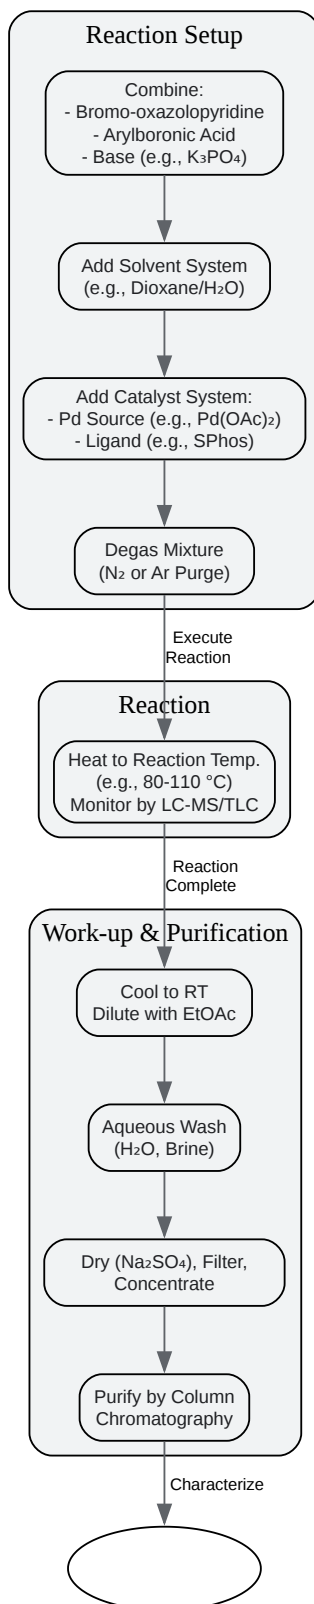 Reaction Setup
Combine:
- Bromo-oxazolopyridine
- Arylboronic Acid
- Base (e.g., K₃PO₄)
Add Solvent System
(e.g., Dioxane/H₂O)
Add Catalyst System:
- Pd Source (e.g., Pd(OAc)₂)
- Ligand (e.g., SPhos)
Degas Mixture
(N₂ or Ar Purge)
Execute
Reaction
Reaction
Heat to Reaction Temp.
(e.g., 80-110 °C)
Monitor by LC-MS/TLC
Reaction
Complete
Work-up & Purification
Cool to RT
Dilute with EtOAc
Aqueous Wash
(H₂O, Brine)
Dry (Na₂SO₄), Filter,
Concentrate
Purify by Column
Chromatography
Characterize